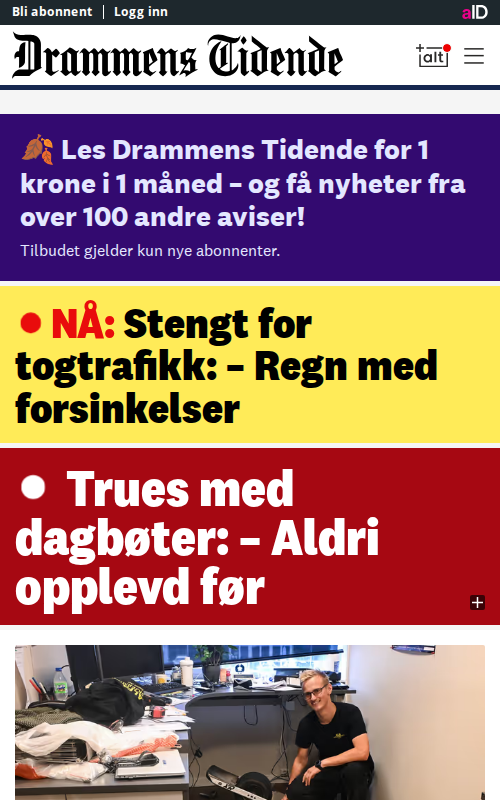 Bli abonnent | Logg inn
aID
Drammens Tidende
+alt
🍂 Les Drammens Tidende for 1
krone i 1 måned – og få nyheter fra
over 100 andre aviser!
Tilbudet gjelder kun nye abonnenter.
NÅ: Stengt for
togtrafikk: – Regn med
forsinkelser
Trues med
dagbøter: – Aldri
opplevd før
+